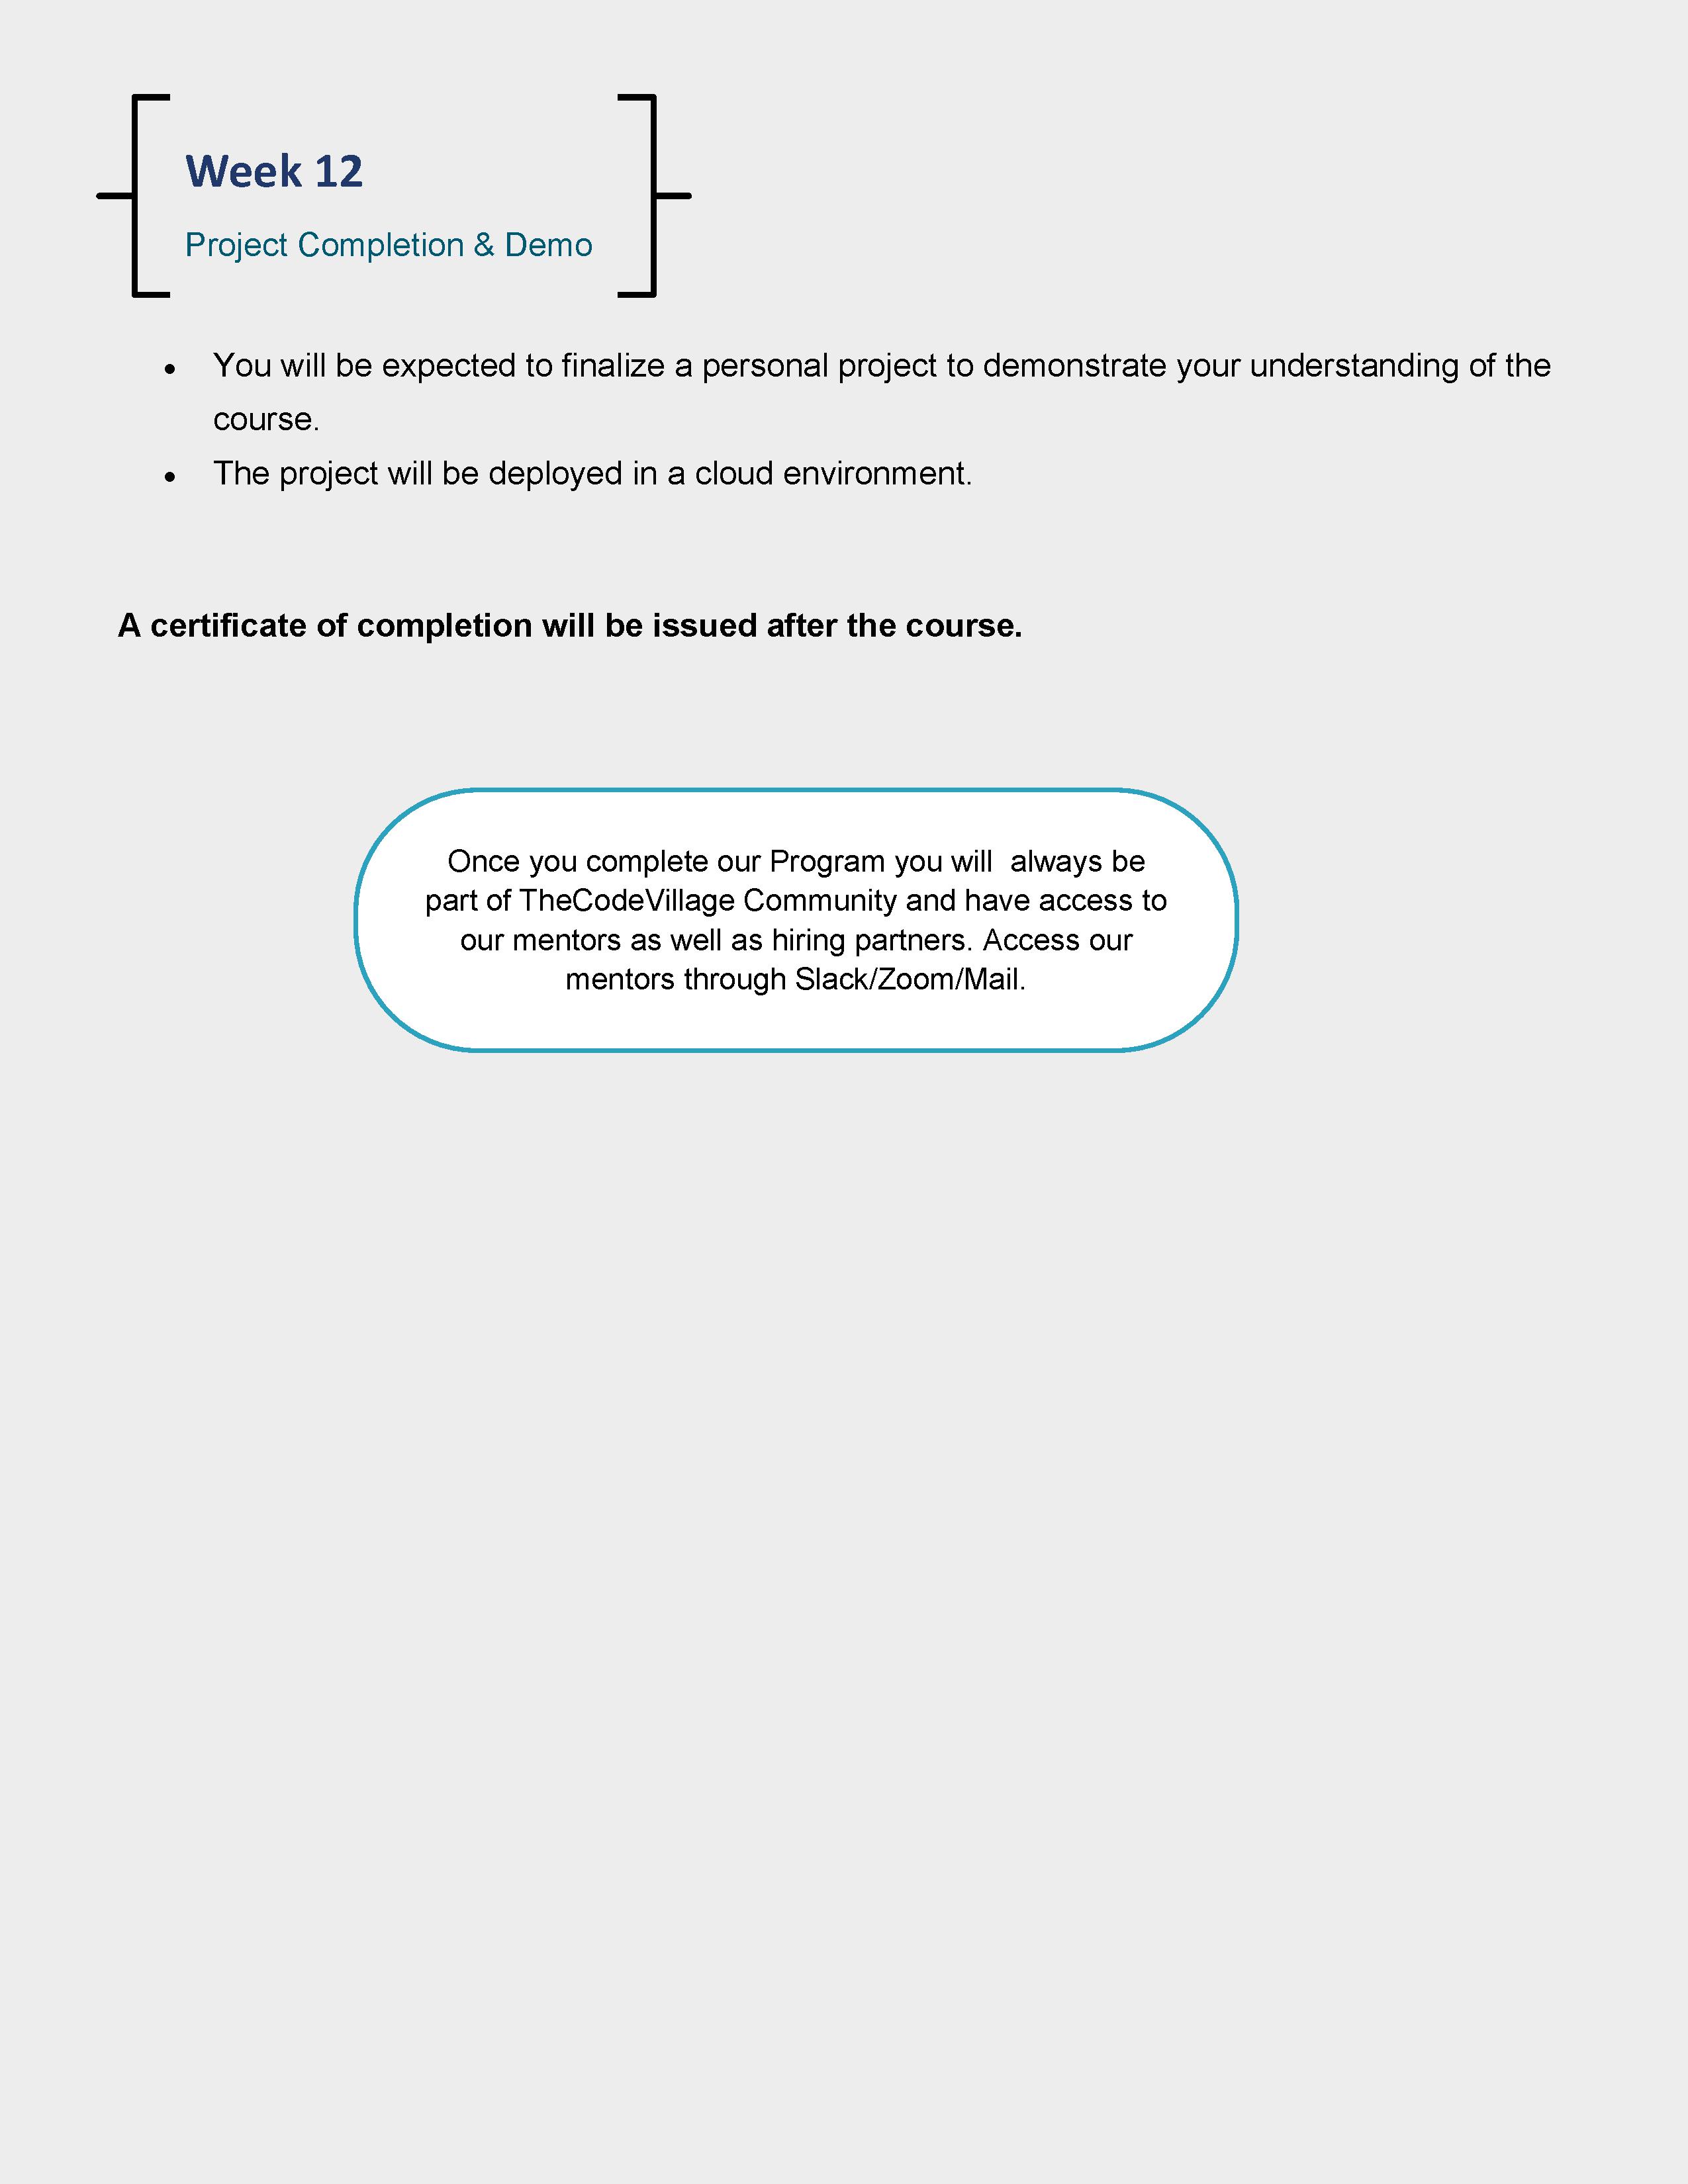 Week 12
Project Completion & Demo
• You will be expected to finalize a personal project to demonstrate your understanding of the
course.
• The project will be deployed in a cloud environment.
A certificate of completion will be issued after the course.
Once you complete our Program you will  always be
part of TheCodeVillage Community and have access to
our mentors as well as hiring partners. Access our
mentors through Slack/Zoom/Mail.